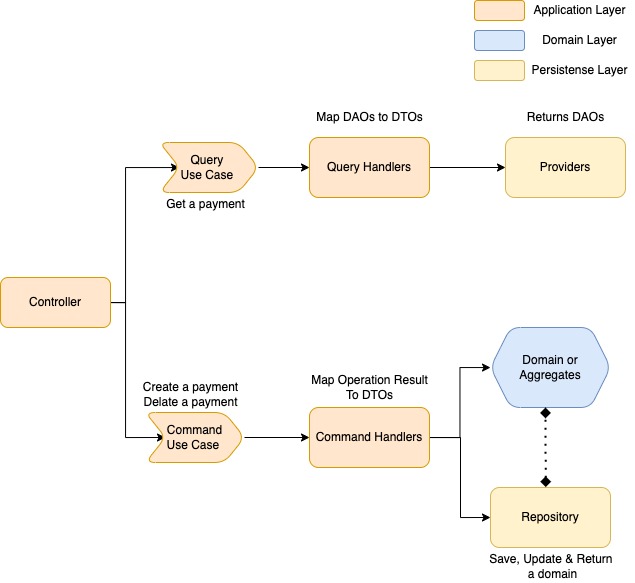 Application Layer
Domain Layer
Persistense Layer
Map DAOs to DTOs
Returns DAOs
Query
Use Case
Query Handlers
Providers
Get a payment
Controller
Domain or
Aggregates
Map Operation Result
To DTOs
Create a payment
Delate a payment
Command
Use Case
Command Handlers
Repository
Save, Update & Return
a domain